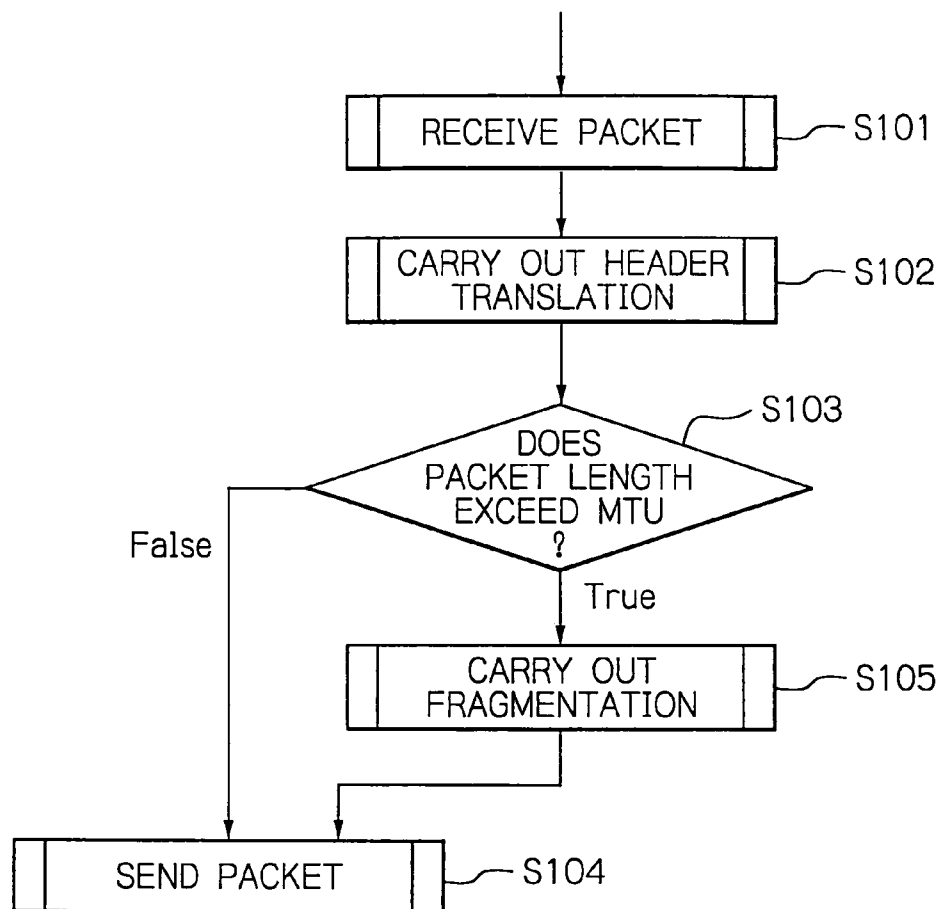 RECEIVE PACKET
S101
CARRY OUT HEADER
TRANSLATION
S102
S103
DOES
PACKET LENGTH
EXCEED MTU
?
False
True
CARRY OUT
FRAGMENTATION
S105
SEND PACKET
S104